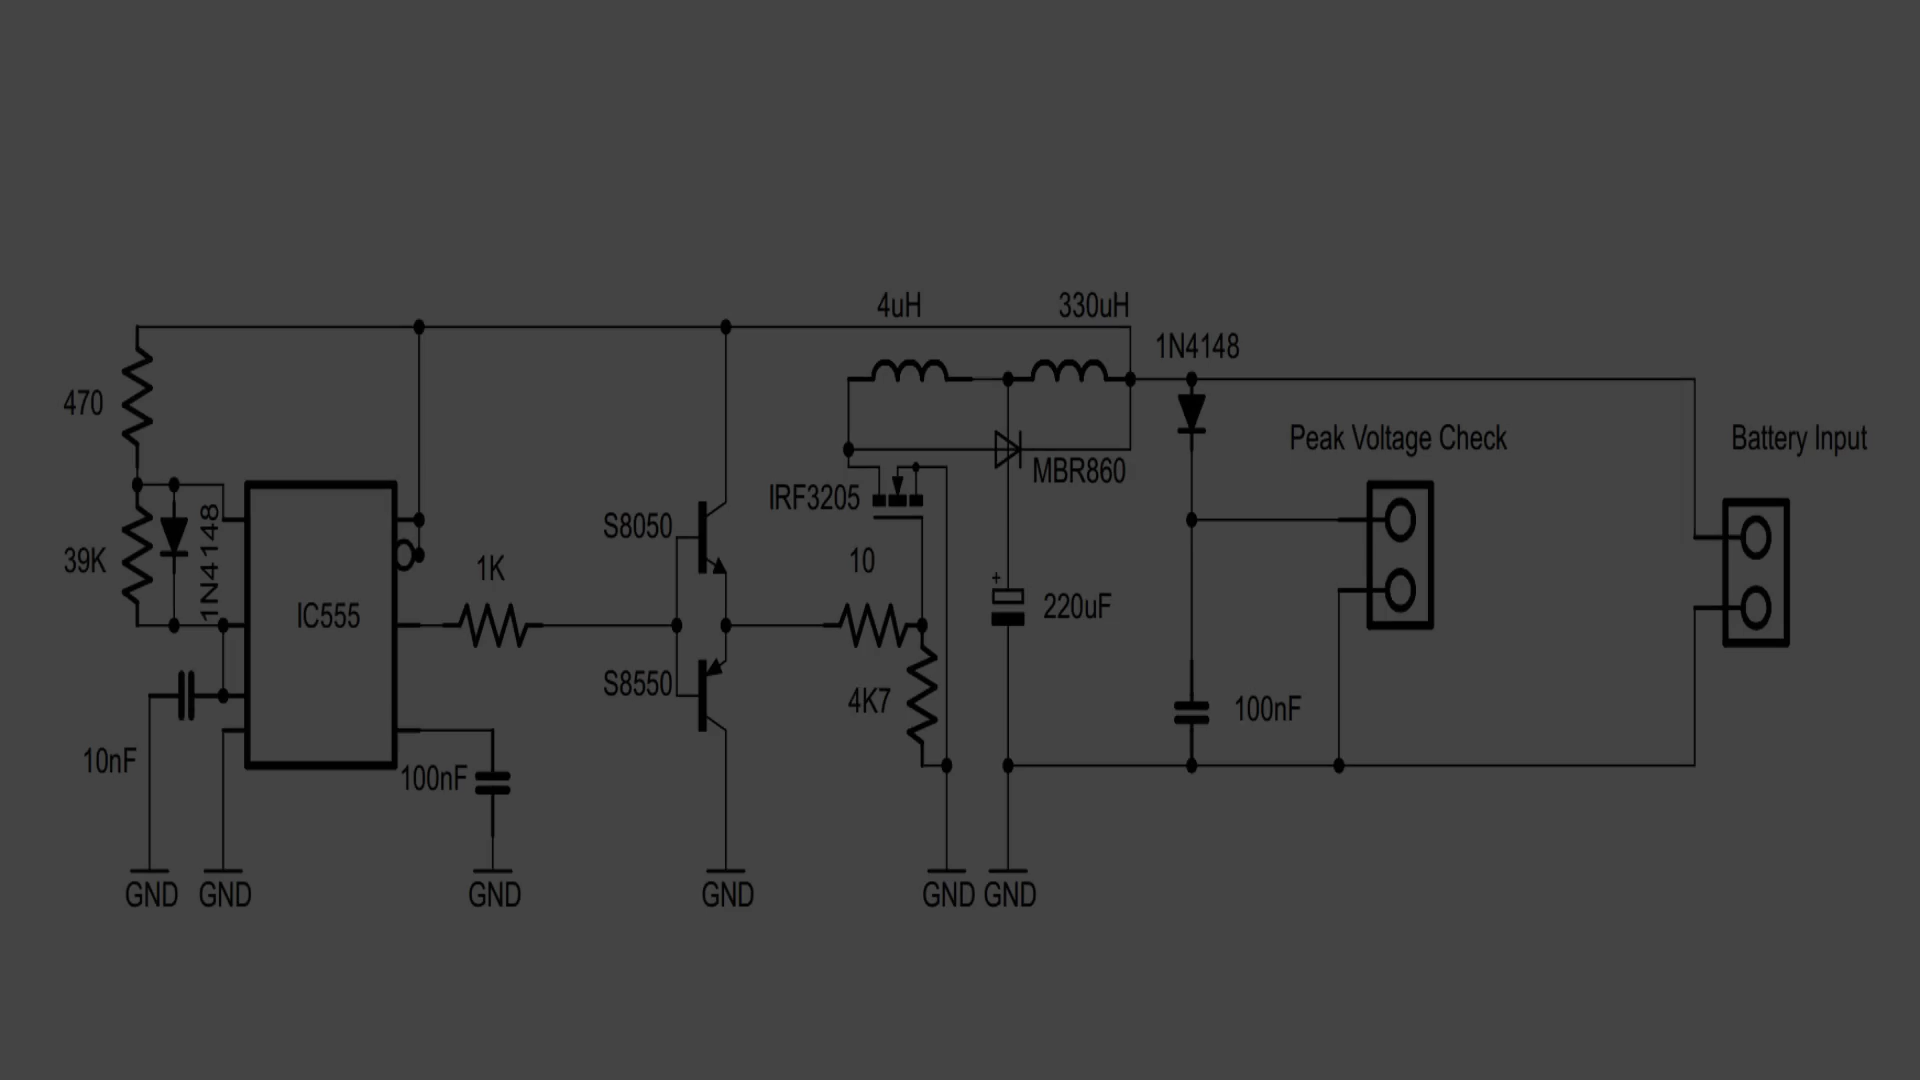 4uH
330uH
1N4148
470
Peak Voltage Check
Battery Input
MBR860
IRF3205
S8050
1N4148
39K
1K
10
IC555
220uF
S8550
4K7
100nF
10nF
100nF
GND
GND
GND
GND
GND
GND